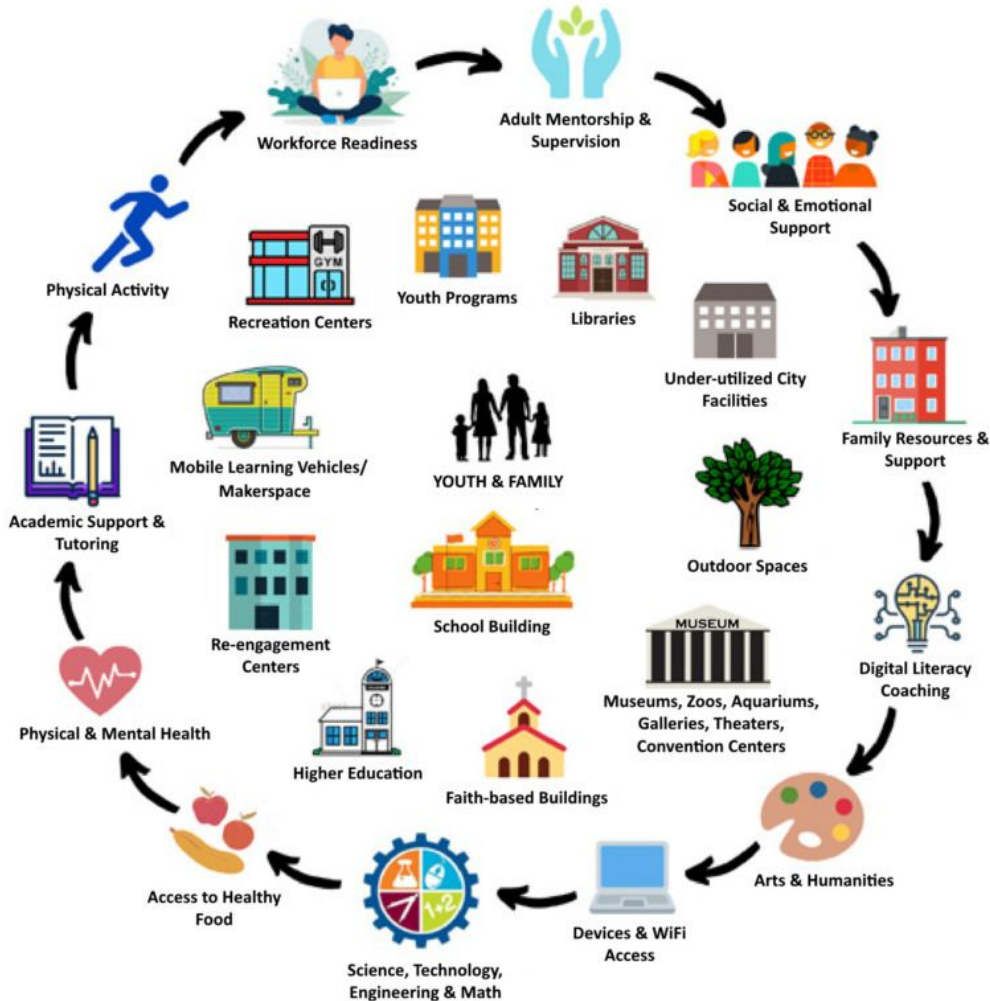 Workforce Readiness
Adult Mentorship &
Supervision
Social & Emotional
Support
Physical Activity
GYM
Recreation Centers
Youth Programs
Libraries
Under-utilized City
Facilities
Family Resources &
Support
Mobile Learning Vehicles/
Makerspace
YOUTH & FAMILY
Academic Support &
Tutoring
Outdoor Spaces
Re-engagement
Centers
School Building
MUSEUM
Museums, Zoos, Aquariums,
Galleries, Theaters,
Convention Centers
Digital Literacy
Coaching
Physical & Mental Health
Higher Education
Faith-based Buildings
Arts & Humanities
Access to Healthy
Food
1+2
Science, Technology,
Engineering & Math
Devices & WiFi
Access